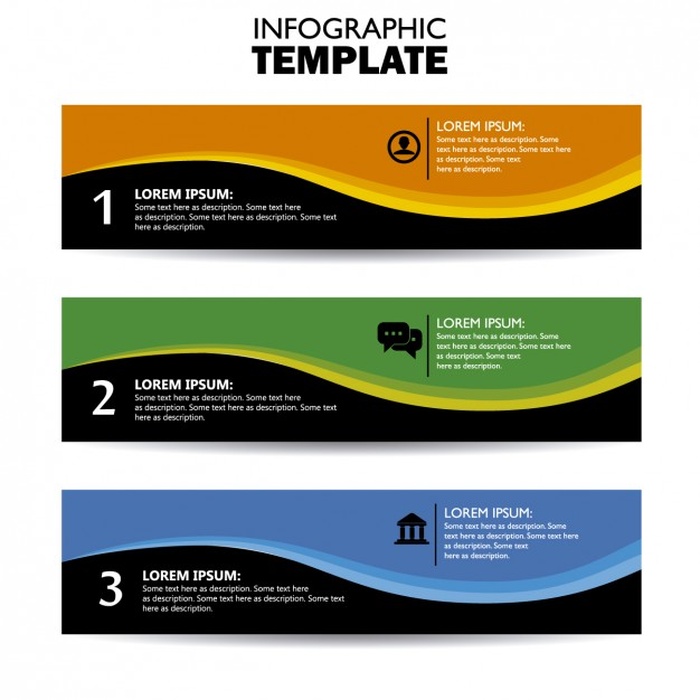 INFOGRAPHIC
TEMPLATE
LOREM IPSUM:
Some text here as description. Some
text here as description. Some
text here as description. Some text
here as description.
1
LOREM IPSUM:
Some text here as description. Some text here
as description. Some text here as description. Some text
here as description.
LOREM IPSUM:
Some text here as description. Some
text here as description. Some
text here as description. Some text
here as description.
2
LOREM IPSUM:
Some text here as description. Some text here
as description. Some text here as description. Some text
here as description.
LOREM IPSUM:
Some text here as description. Some
text here as description. Some
text here as description. Some text
here as description.
3
LOREM IPSUM:
Some text here as description. Some text here
as description. Some text here as description. Some text
here as description.